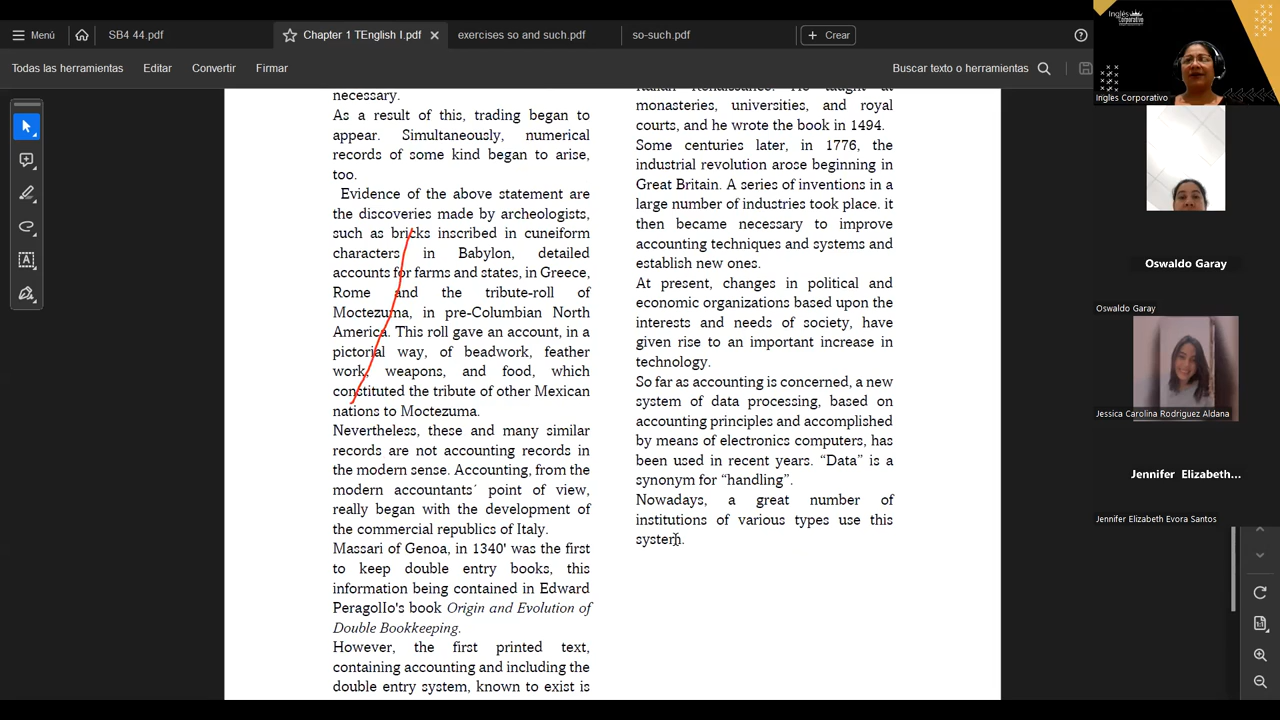 Menú
SB4 44.pdf
Chapter 1 TEnglish I.pdf
exercises so and such.pdf
so-such.pdf
Crear
Todas las herramientas
Editar
Convertir
Firmar
Buscar texto o herramientas
necessary.
As a result of this, trading began to
appear. Simultaneously, numerical
records of some kind began to arise,
too.
Evidence of the above statement are
the discoveries made by archeologists,
such as bricks inscribed in cuneiform
characters in Babylon, detailed
accounts for farms and states, in Greece,
Rome and the tribute-roll of
Moctezuma, in pre-Columbian North
America. This roll gave an account, in a
pictorial way, of beadwork, feather
work, weapons, and food, which
constituted the tribute of other Mexican
nations to Moctezuma.
Nevertheless, these and many similar
records are not accounting records in
the modern sense. Accounting, from the
modern accountants´ point of view,
really began with the development of
the commercial republics of Italy.
Massari of Genoa, in 1340' was the first
to keep double entry books, this
information being contained in Edward
Peragollo's book Origin and Evolution of
Double Bookkeeping.
However, the first printed text,
containing accounting and including the
double entry system, known to exist is
Italian Renaissance. He taught at
monasteries, universities, and royal
courts, and he wrote the book in 1494.
Some centuries later, in 1776, the
industrial revolution arose beginning in
Great Britain. A series of inventions in a
large number of industries took place. it
then became necessary to improve
accounting techniques and systems and
establish new ones.
At present, changes in political and
economic organizations based upon the
interests and needs of society, have
given rise to an important increase in
technology.
So far as accounting is concerned, a new
system of data processing, based on
accounting principles and accomplished
by means of electronics computers, has
been used in recent years. “Data” is a
synonym for “handling”.
Nowadays, a great number of
institutions of various types use this
system.
Inglés
Corporativo
Ingles Corporativo
Oswaldo Garay
Oswaldo Garay
Jessica Carolina Rodriguez Aldana
Jennifer Elizabeth...
Jennifer Elizabeth Evora Santos
1:1